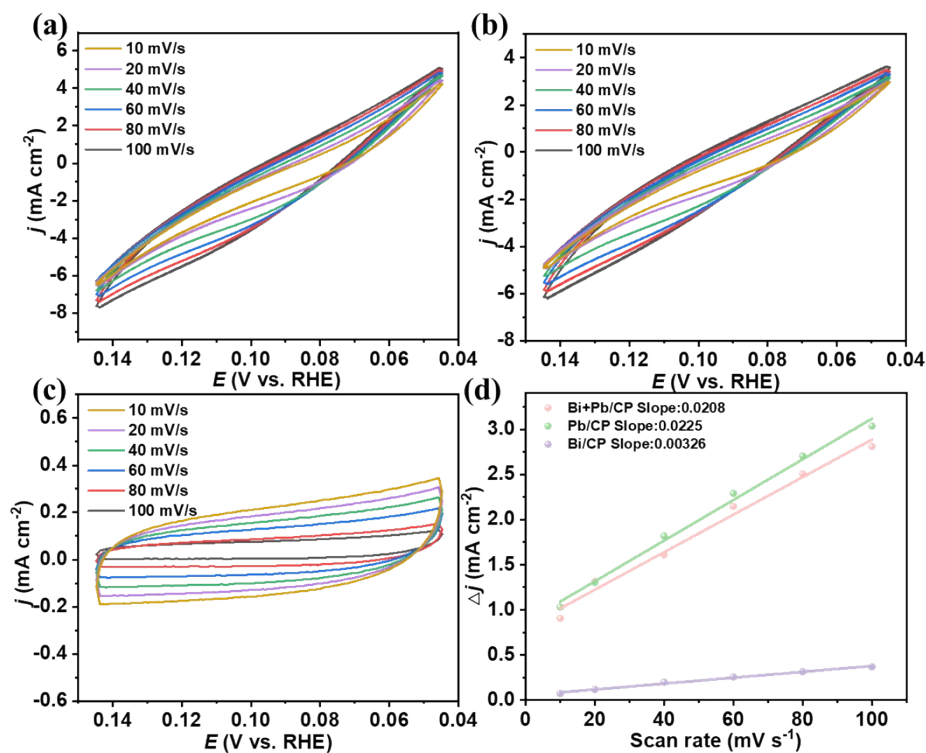 (a)
10 mV/s
20 mV/s
40 mV/s
60 mV/s
80 mV/s
100 mV/s
6
4
2
0
-2
-4
-6
-8
j (mA cm-2)
0.14 0.12 0.10 0.08 0.06 0.04
E (V vs. RHE)
(b)
10 mV/s
20 mV/s
40 mV/s
60 mV/s
80 mV/s
100 mV/s
4
2
0
-2
-4
-6
-8
j (mA cm-2)
0.14 0.12 0.10 0.08 0.06 0.04
E (V vs. RHE)
(c)
10 mV/s
20 mV/s
40 mV/s
60 mV/s
80 mV/s
100 mV/s
0.6
0.4
0.2
0.0
-0.2
-0.4
-0.6
j (mA cm-2)
0.14 0.12 0.10 0.08 0.06 0.04
E (V vs. RHE)
(d)
Bi+Pb/CP Slope:0.0208
Pb/CP Slope:0.0225
Bi/CP Slope:0.00326
3.0
2.5
2.0
1.5
1.0
0.5
0.0
△j (mA cm-2)
0 20 40 60 80 100
Scan rate (mV s-1)